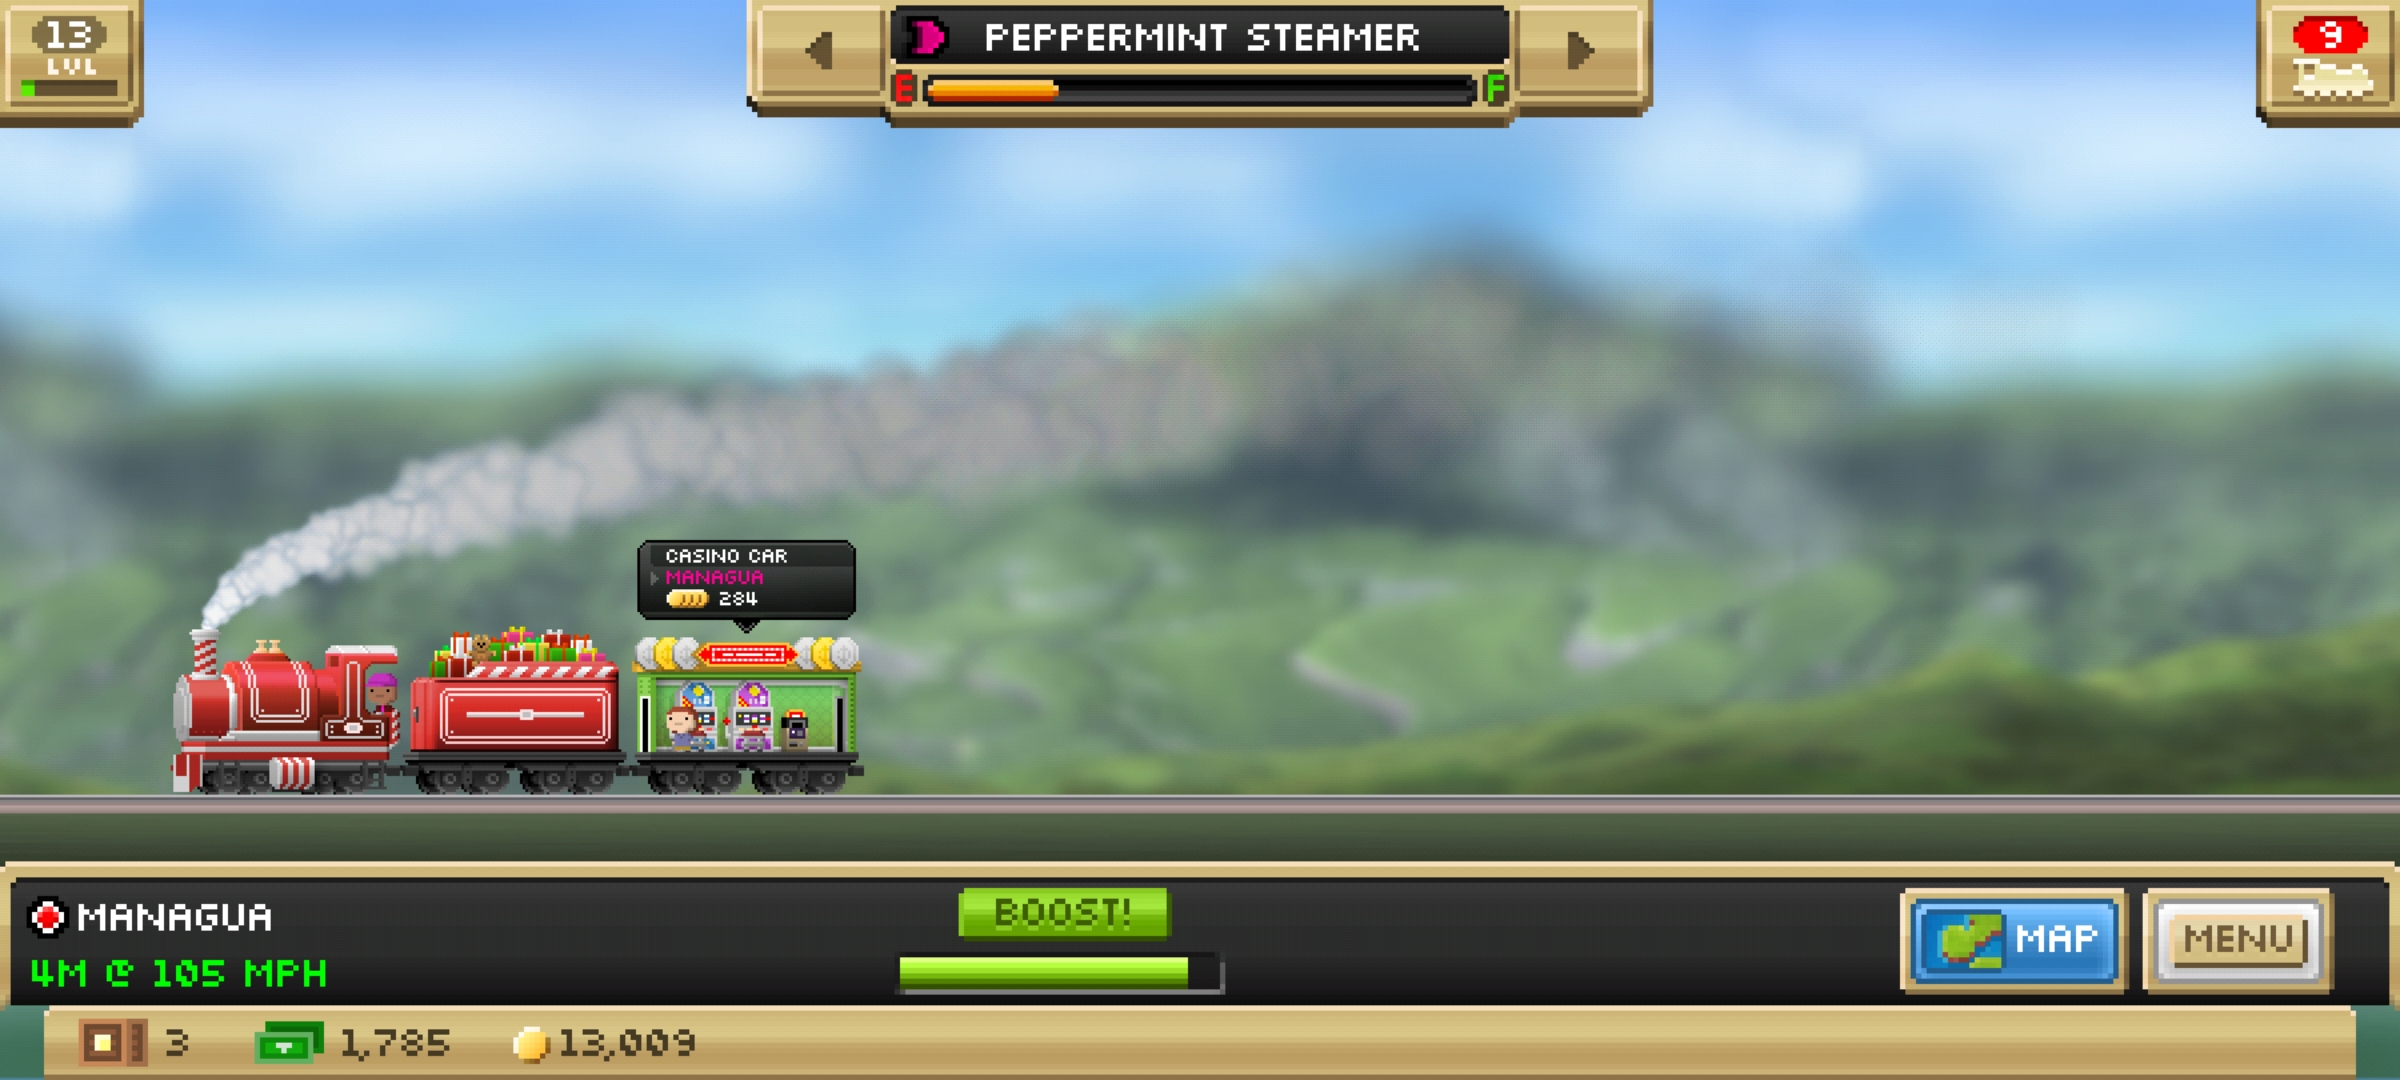 13
LVL
PEPPERMINT STEAMER
E F
9
CASINO CAR
MANAGUA
284
MANAGUA
4M @ 105 MPH
BOOST!
MAP
MENU
3
1,785
13,009